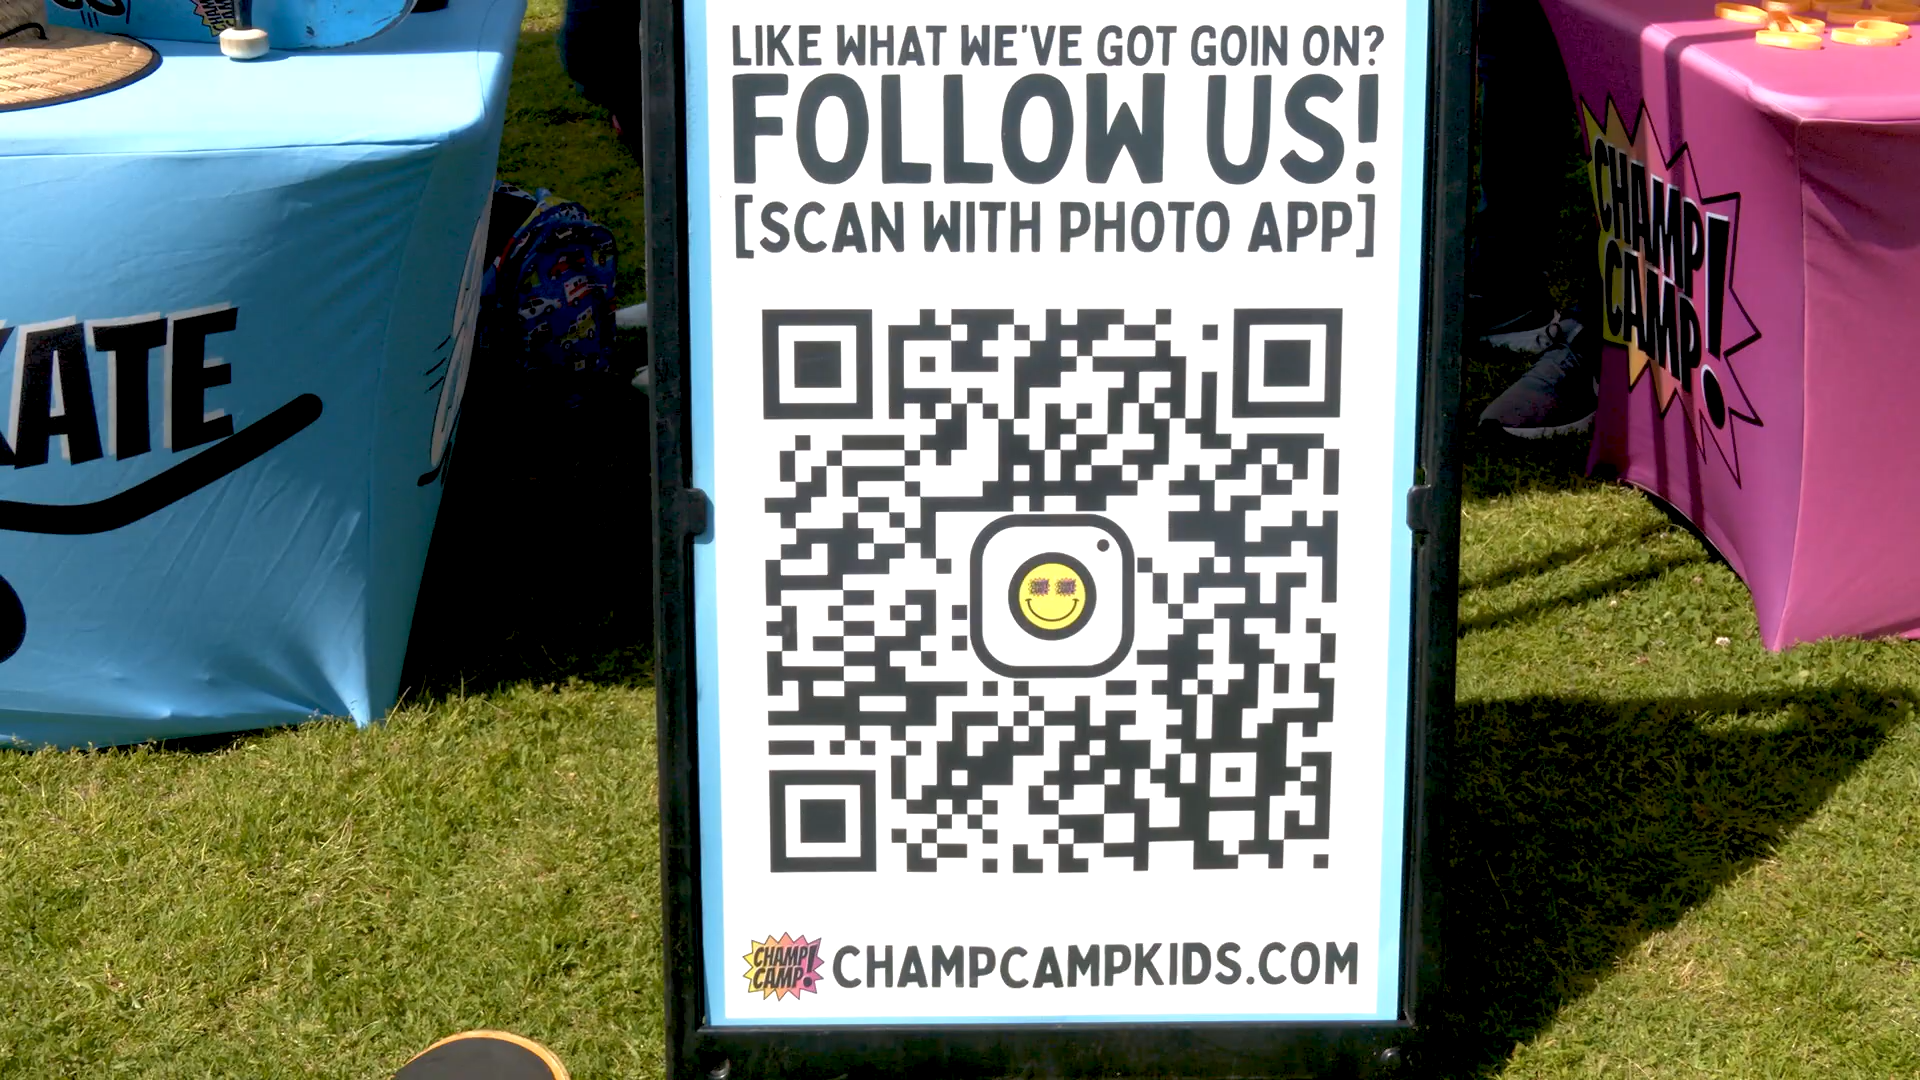 LIKE WHAT WE'VE GOT GOIN ON?
FOLLOW US!
[SCAN WITH PHOTO APP]
CHAMP
CAMP!
CHAMPCAMPKIDS.COM
KATE
CHAMP
CAMP!